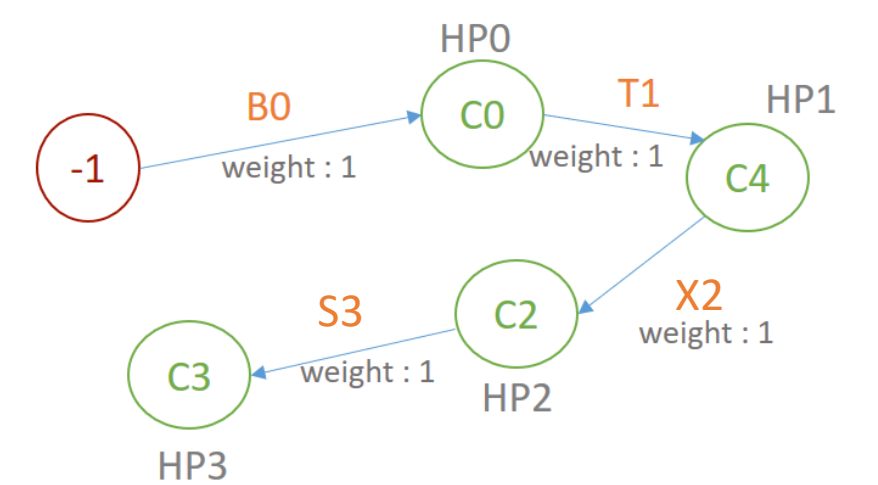 HP0
B0
C0
T1
HP1
-1
weight : 1
weight : 1
C4
S3
C2
X2
weight : 1
C3
weight : 1
HP2
HP3